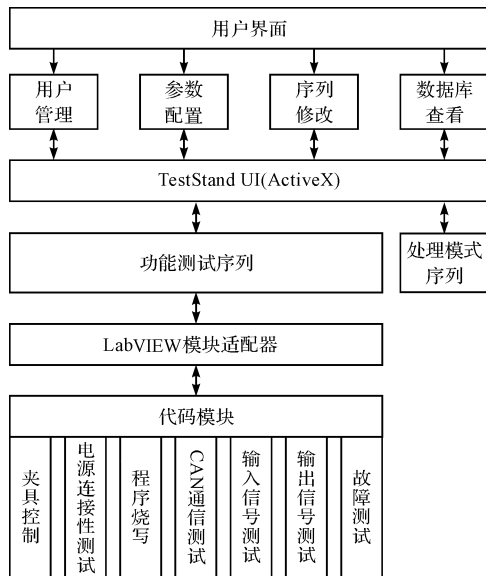 用户界面
用户
管理
参数
配置
序列
修改
数据库
查看
TestStand UI(ActiveX)
功能测试序列
处理模式
序列
LabVIEW模块适配器
代码模块
夹具控制
电源连接性测试
程序烧写
CAN通信测试
输入信号测试
输出信号测试
故障测试